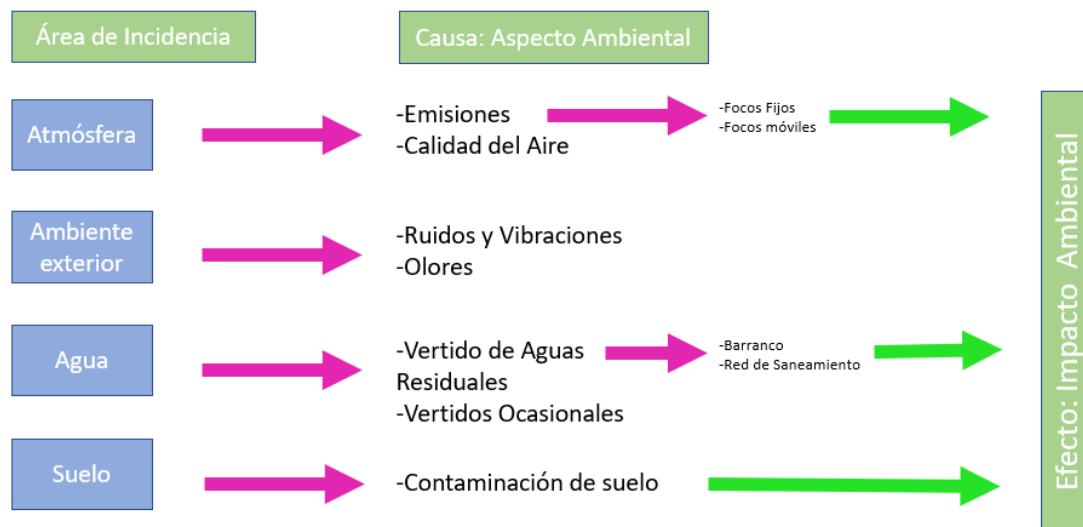 Área de Incidencia
Causa: Aspecto Ambiental
Atmósfera
-Emisiones
-Calidad del Aire
-Focos Fijos
-Focos móviles
Ambiente
exterior
-Ruidos y Vibraciones
-Olores
Agua
-Vertido de Aguas
Residuales
-Vertidos Ocasionales
-Barranco
-Red de Saneamiento
Suelo
-Contaminación de suelo
Efecto: Impacto Ambiental